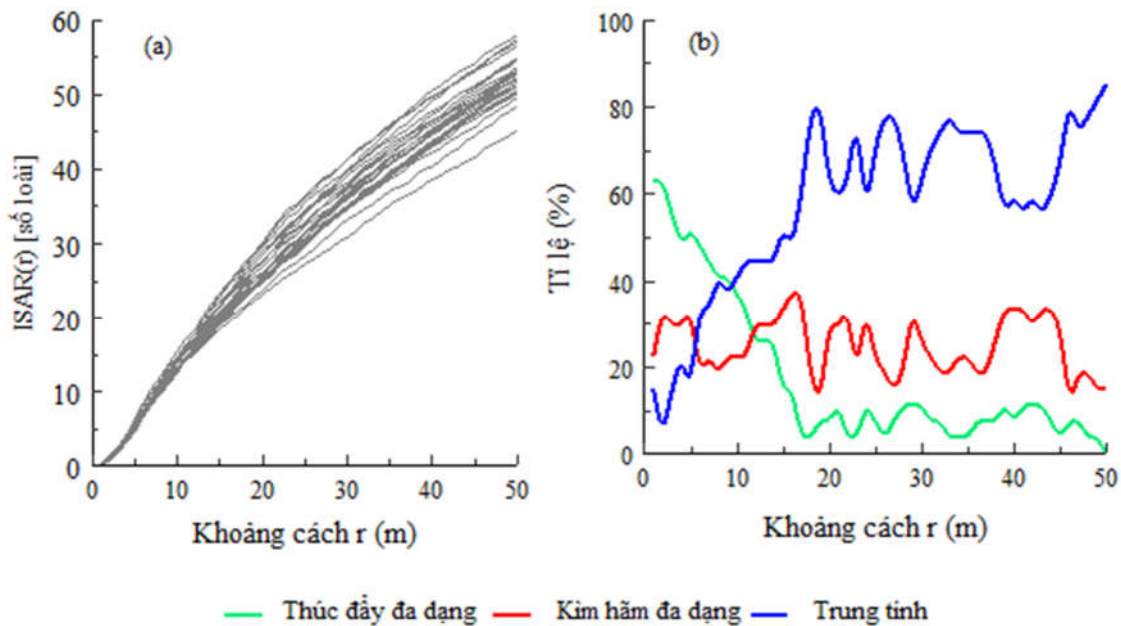 (a)
ISAR(r) [số loài]
60
50
40
30
20
10
0
0 10 20 30 40 50
Khoảng cách r (m)
(b)
Tỉ lệ (%)
100
80
60
40
20
0
0 10 20 30 40 50
Khoảng cách r (m)
Thúc đẩy đa dạng Kìm hãm đa dạng Trung tính